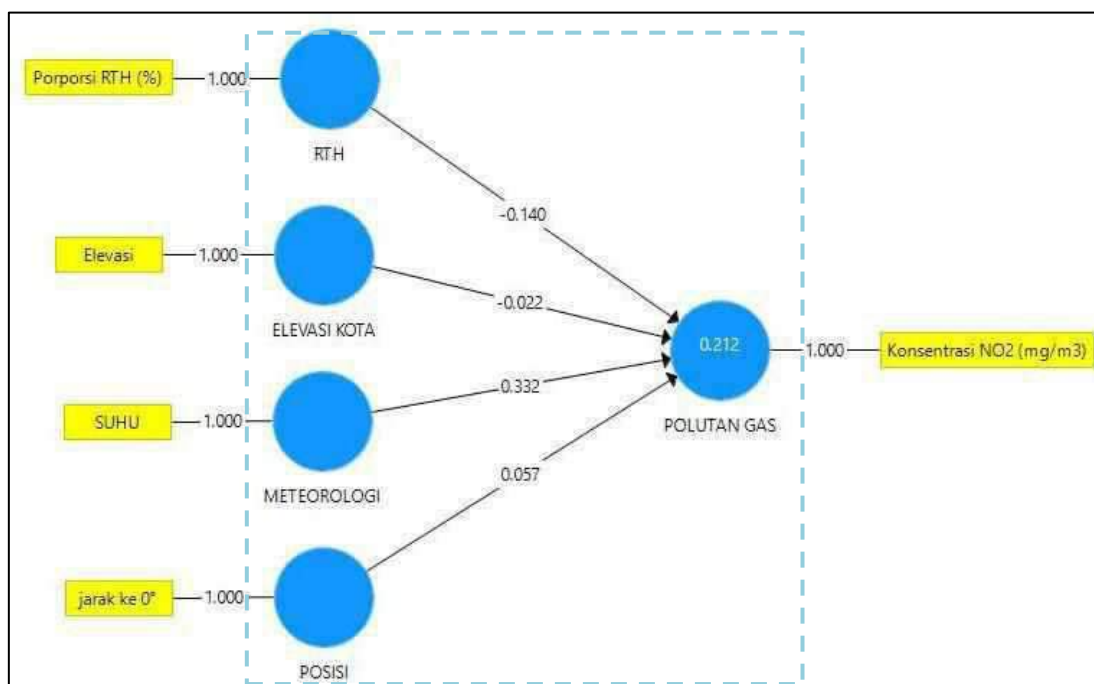 Porporsi RTH (%)
1.000
RTH
-0.140
Elevasi
1.000
ELEVASI KOTA
-0.022
SUHU
1.000
METEOROLOGI
0.332
jarak ke 0°
1.000
POSISI
0.057
0.212
POLUTAN GAS
1.000
Konsentrasi NO2 (mg/m3)